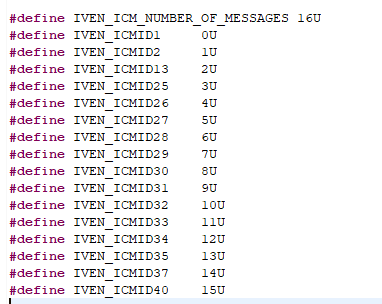 #define IVEN_ICM_NUMBER_OF_MESSAGES 16U
#define IVEN_ICMID1 0U
#define IVEN_ICMID2 1U
#define IVEN_ICMID13 2U
#define IVEN_ICMID25 3U
#define IVEN_ICMID26 4U
#define IVEN_ICMID27 5U
#define IVEN_ICMID28 6U
#define IVEN_ICMID29 7U
#define IVEN_ICMID30 8U
#define IVEN_ICMID31 9U
#define IVEN_ICMID32 10U
#define IVEN_ICMID33 11U
#define IVEN_ICMID34 12U
#define IVEN_ICMID35 13U
#define IVEN_ICMID37 14U
#define IVEN_ICMID40 15U